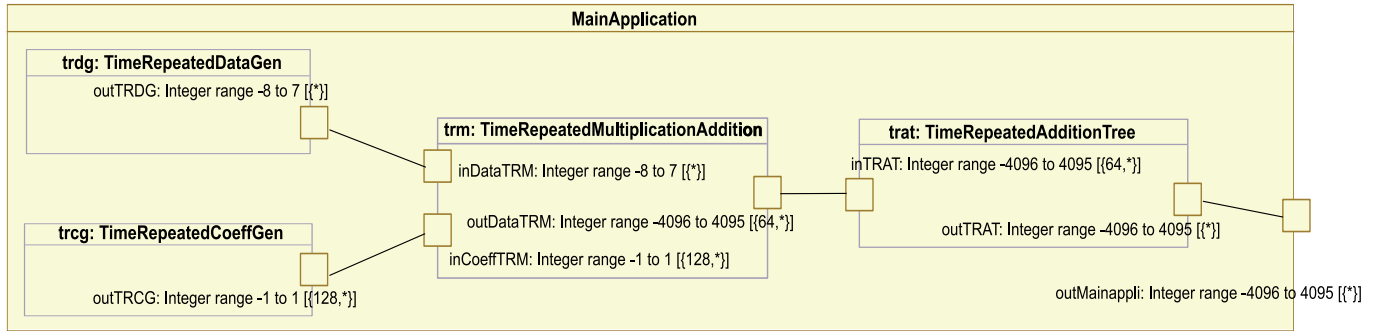 MainApplication
trdg: TimeRepeatedDataGen
outTRDG: Integer range -8 to 7 [{*}]
trm: TimeRepeatedMultiplicationAddition
inDataTRM: Integer range -8 to 7 [{*}]
outDataTRM: Integer range -4096 to 4095 [{64,*}]
inCoeffTRM: Integer range -1 to 1 [{128,*}]
trat: TimeRepeatedAdditionTree
inTRAT: Integer range -4096 to 4095 [{64,*}]
outTRAT: Integer range -4096 to 4095 [{*}]
trcg: TimeRepeatedCoeffGen
outTRCG: Integer range -1 to 1 [{128,*}]
outMainappli: Integer range -4096 to 4095 [{*}]